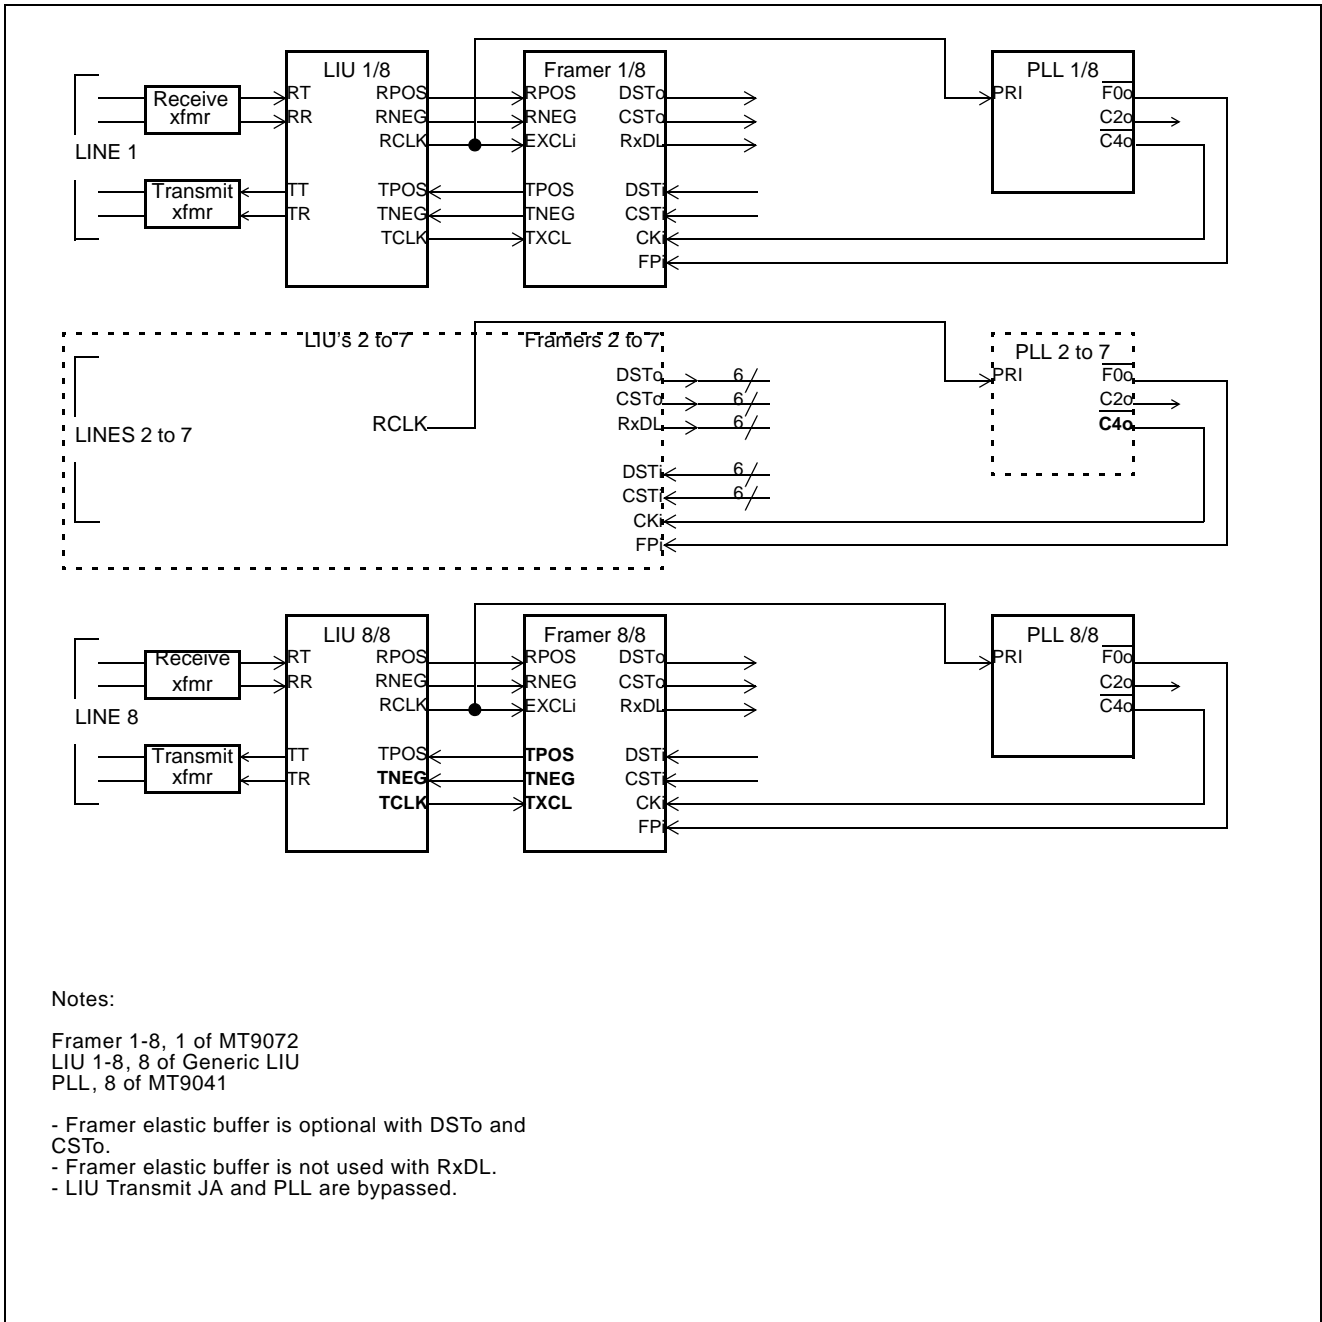 LIU 1/8 Framer 1/8 PLL 1/8
Receive xfmr RT RPOS RPOS DSTo PRI F0o
RR RNEG RNEG CSTo C2o
RCLK EXCLi RxDL C4o
LINE 1
Transmit xfmr TT TPOS TPOS DSTi
TR TNEG TNEG CSTi
TCLK TXCL CKi
FPi
LIU's 2 to 7 Framers 2 to 7 PLL 2 to 7
DSTo 6 PRI F0o
CSTo 6 C2o
LINES 2 to 7 RCLK RxDL 6 C4o
DSTi 6
CSTi 6
CKi
FPi
LIU 8/8 Framer 8/8 PLL 8/8
Receive xfmr RT RPOS RPOS DSTo PRI F0o
RR RNEG RNEG CSTo C2o
RCLK EXCLi RxDL C4o
LINE 8
Transmit xfmr TT TPOS TPOS DSTi
TR TNEG TNEG CSTi
TCLK TXCL CKi
FPi
Notes:
Framer 1-8, 1 of MT9072
LIU 1-8, 8 of Generic LIU
PLL, 8 of MT9041
- Framer elastic buffer is optional with DSTo and
CSTo.
- Framer elastic buffer is not used with RxDL.
- LIU Transmit JA and PLL are bypassed.